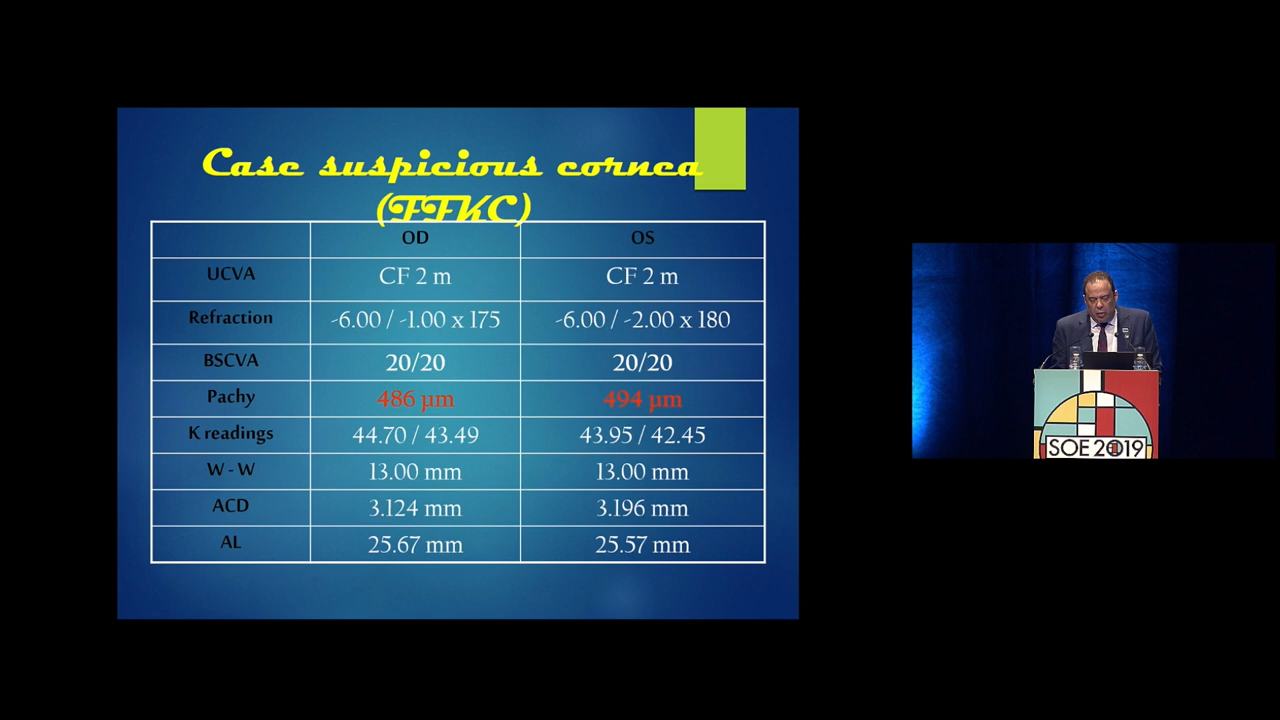 Case suspicious cornea
(FFKC)
OD OS
UCVA CF 2 m CF 2 m
Refraction -6.00 / -1.00 x 175 -6.00 / -2.00 x 180
BSCVA 20/20 20/20
Pachy 486 µm 494 µm
K readings 44.70 / 43.49 43.95 / 42.45
W - W 13.00 mm 13.00 mm
ACD 3.124 mm 3.196 mm
AL 25.67 mm 25.57 mm
SOE 2019